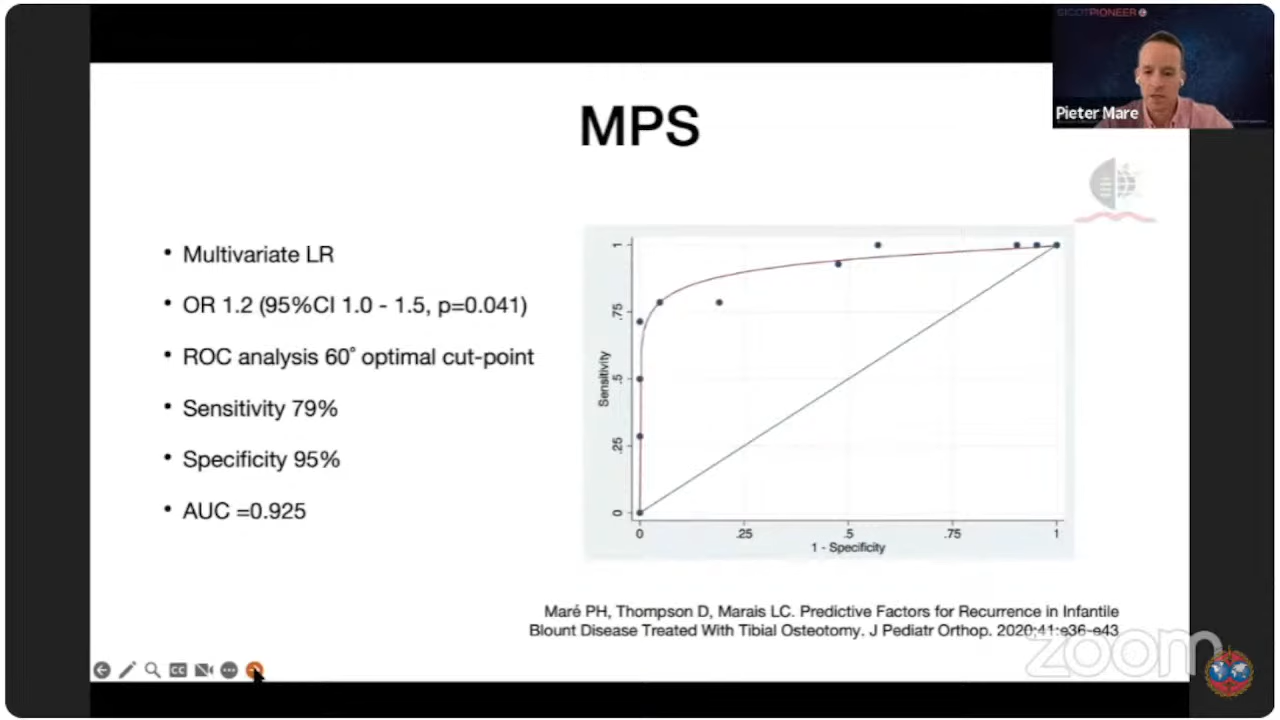 SICOTPIONEER
Pieter Mare
MPS
• Multivariate LR
• OR 1.2 (95%CI 1.0 - 1.5, p=0.041)
• ROC analysis 60° optimal cut-point
• Sensitivity 79%
• Specificity 95%
• AUC =0.925
Sensitivity
1
.75
.5
.25
0
0 .25 .5 .75 1
1 - Specificity
Maré PH, Thompson D, Marais LC. Predictive Factors for Recurrence in Infantile
Blount Disease Treated With Tibial Osteotomy. J Pediatr Orthop. 2020;41:e36-e43
zoom
CC